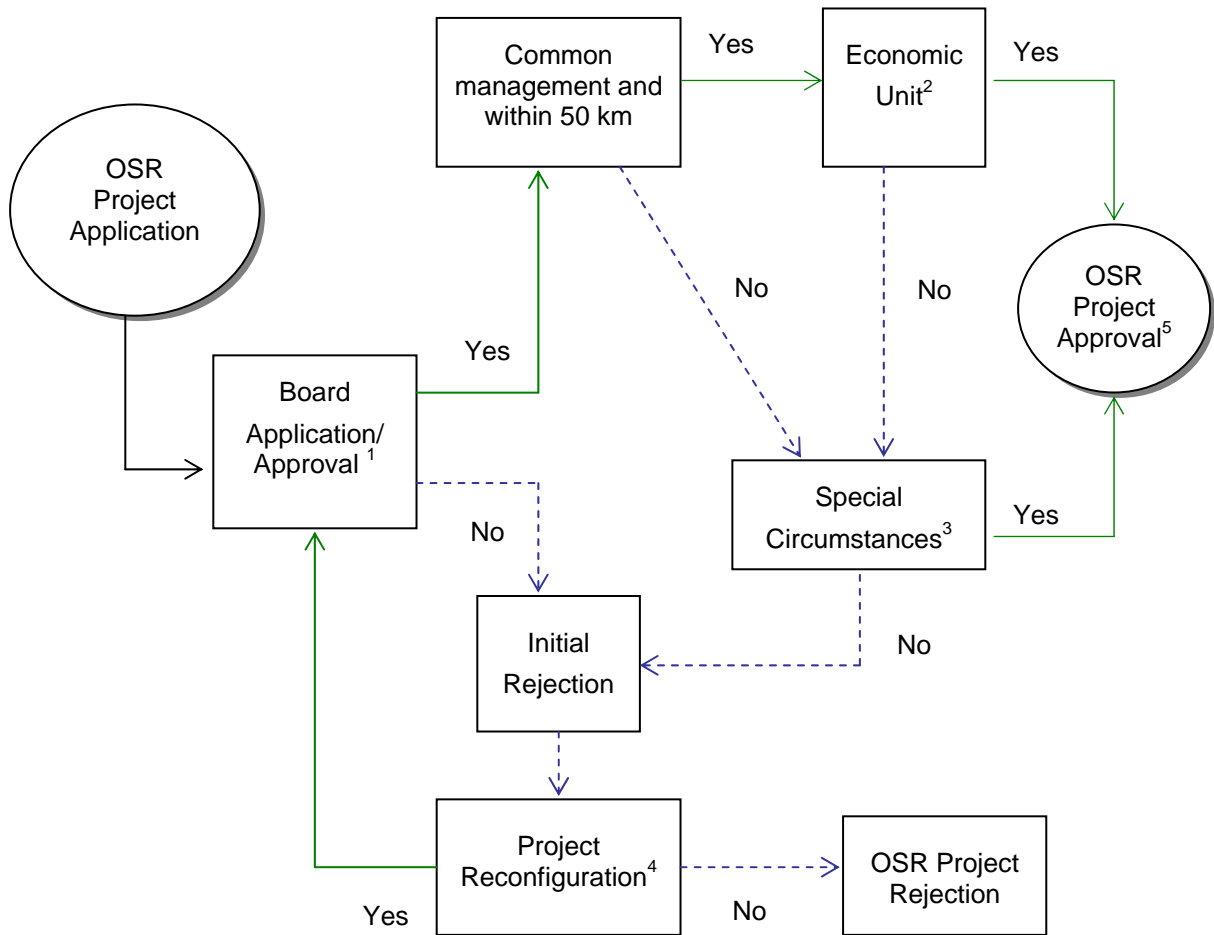 Common
management and
within 50 km
Yes
Economic
Unit²
Yes
OSR
Project
Application
No
No
OSR
Project
Approval⁵
Yes
Board
Application/
Approval ¹
Special
Circumstances³
Yes
No
Initial
Rejection
No
Project
Reconfiguration⁴
OSR Project
Rejection
Yes
No